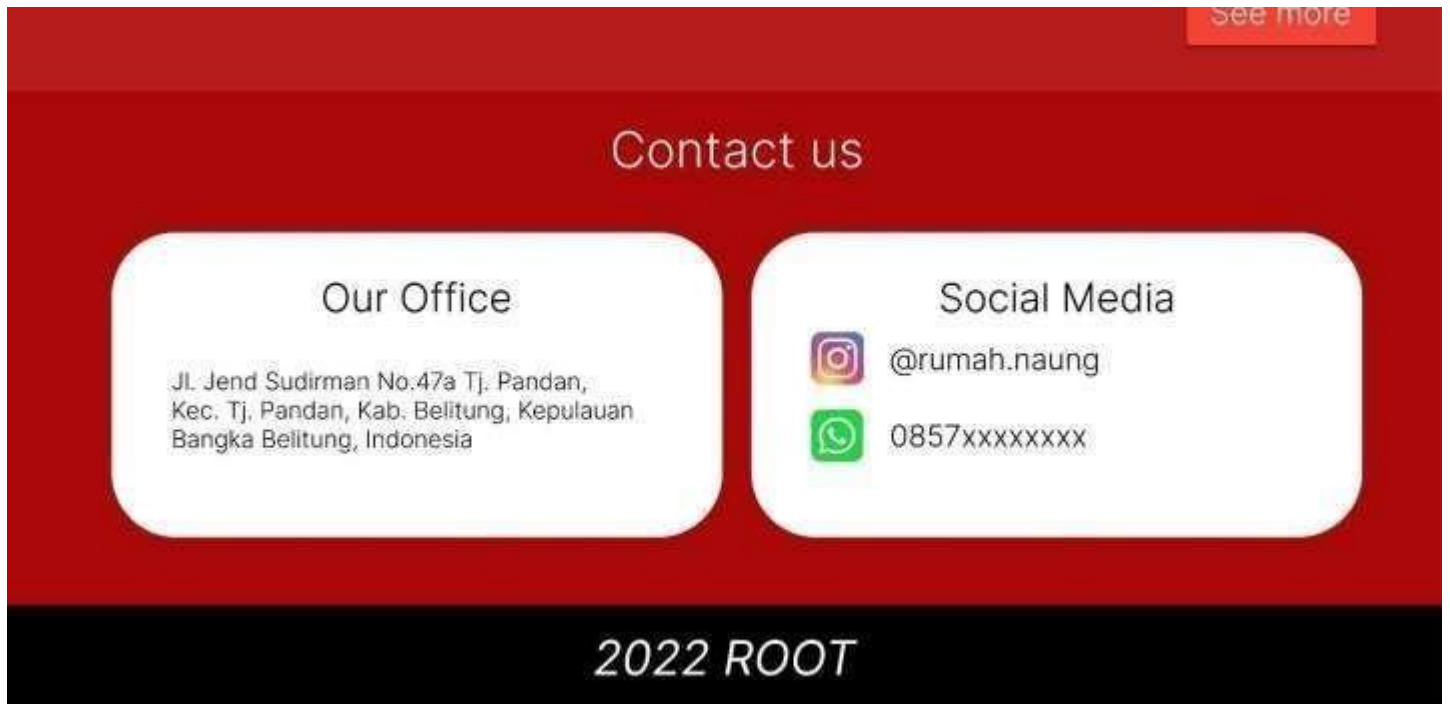 See more
Contact us
Our Office
Jl. Jend Sudirman No.47a Tj. Pandan,
Kec. Tj. Pandan, Kab. Belitung, Kepulauan
Bangka Belitung, Indonesia
Social Media
@rumah.naung
0857xxxxxxxx
2022 ROOT